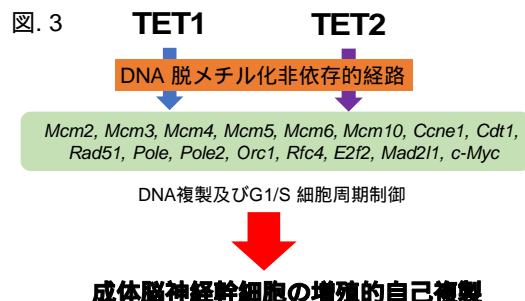 図. 3
TET1 TET2
DNA 脱メチル化非依存的経路
Mcm2, Mcm3, Mcm4, Mcm5, Mcm6, Mcm10, Ccne1, Cdt1,
Rad51, Pole, Pole2, Orc1, Rfc4, E2f2, Mad2l1, c-Myc
DNA複製及びG1/S 細胞周期制御
成体脳神経幹細胞の増殖的自己複製